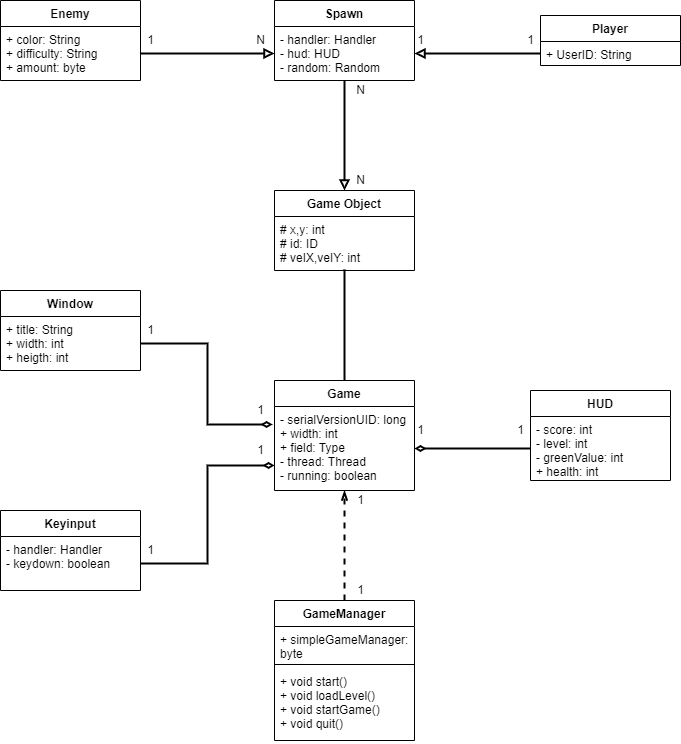 Enemy
+ color: String
+ difficulty: String
+ amount: byte
1
N
Spawn
- handler: Handler
- hud: HUD
- random: Random
1
1
Player
+ UserID: String
N
N
Game Object
# x,y: int
# id: ID
# velX,velY: int
Window
+ title: String
+ width: int
+ heigth: int
1
1
Game
- serialVersionUID: long
+ width: int
+ field: Type
- thread: Thread
- running: boolean
1
1
HUD
- score: int
- level: int
- greenValue: int
+ health: int
1
Keyinput
- handler: Handler
- keydown: boolean
1
1
1
GameManager
+ simpleGameManager:
byte
+ void start()
+ void loadLevel()
+ void startGame()
+ void quit()